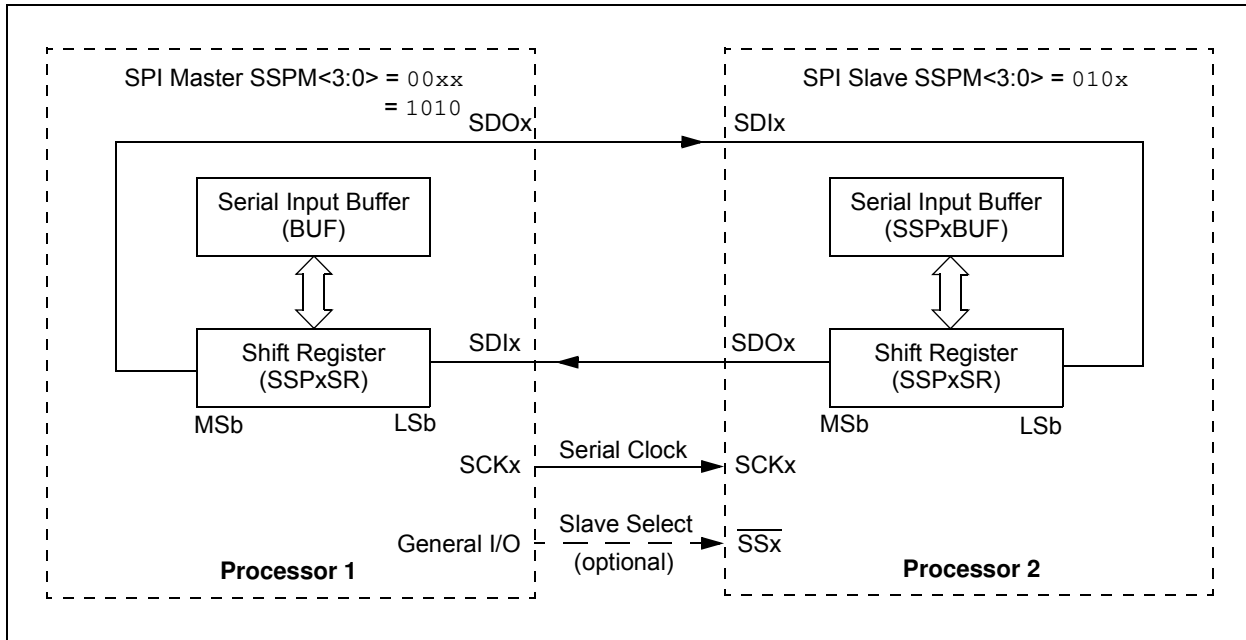 SPI Master SSPM<3:0> = 00xx
= 1010
SDOx
Serial Input Buffer
(BUF)
Shift Register
(SSPxSR)
MSb
LSb
SDIx
SCKx
General I/O
Processor 1
Serial Clock
Slave Select
(optional)
SPI Slave SSPM<3:0> = 010x
SDIx
Serial Input Buffer
(SSPxBUF)
SDOx
Shift Register
(SSPxSR)
MSb
LSb
SCKx
SSx
Processor 2